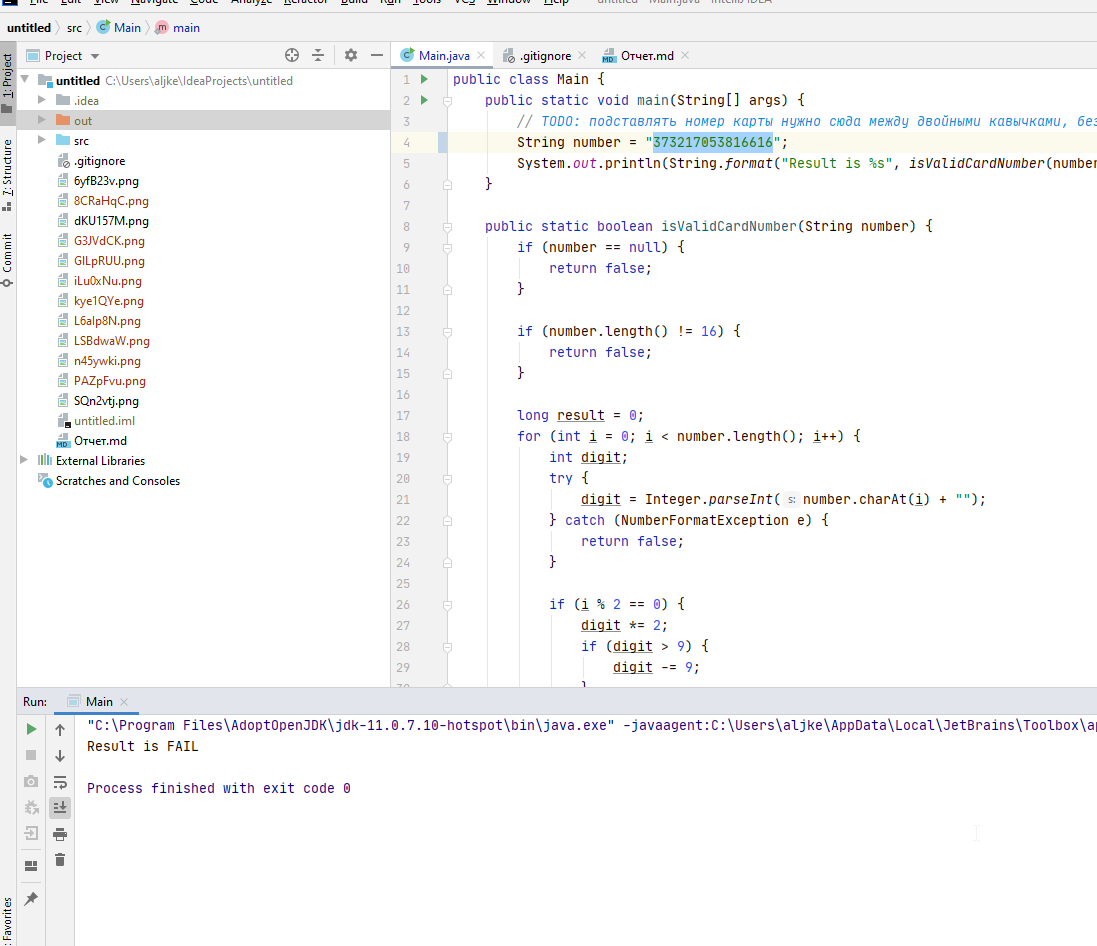 File Edit View Navigate Code Analyze Refactor Build Run Tools VCS Window Help untitled - Main.java - IntelliJ IDEA
untitled src Main main
Project
Main.java .gitignore Отчет.md
1: Project
7: Structure
Commit
Favorites
untitled C:\Users\aljke\IdeaProjects\untitled
.idea
out
src
.gitignore
6yfB23v.png
8CRaHqC.png
dKU157M.png
G3JVdCK.png
GlLpRUU.png
iLu0xNu.png
kye1QYe.png
L6alp8N.png
LSBdwaW.png
n45ywki.png
PAZpFvu.png
SQn2vtj.png
untitled.iml
Отчет.md
External Libraries
Scratches and Consoles
1 public class Main {
2 public static void main(String[] args) {
3 // TODO: подставлять номер карты нужно сюда между двойными кавычками, без
4 String number = "373217053816616";
5 System.out.println(String.format("Result is %s", isValidCardNumber(number
6 }
7
8 public static boolean isValidCardNumber(String number) {
9 if (number == null) {
10 return false;
11 }
12
13 if (number.length() != 16) {
14 return false;
15 }
16
17 long result = 0;
18 for (int i = 0; i < number.length(); i++) {
19 int digit;
20 try {
21 digit = Integer.parseInt( s: number.charAt(i) + "");
22 } catch (NumberFormatException e) {
23 return false;
24 }
25
26 if (i % 2 == 0) {
27 digit *= 2;
28 if (digit > 9) {
29 digit -= 9;
30 }
Run: Main
"C:\Program Files\AdoptOpenJDK\jdk-11.0.7.10-hotspot\bin\java.exe" -javaagent:C:\Users\aljke\AppData\Local\JetBrains\Toolbox\ap
Result is FAIL
Process finished with exit code 0